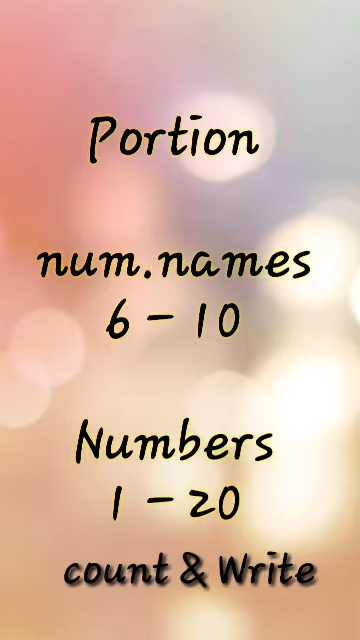 Portion
num.names
6 - 10
Numbers
1 - 20
count & Write